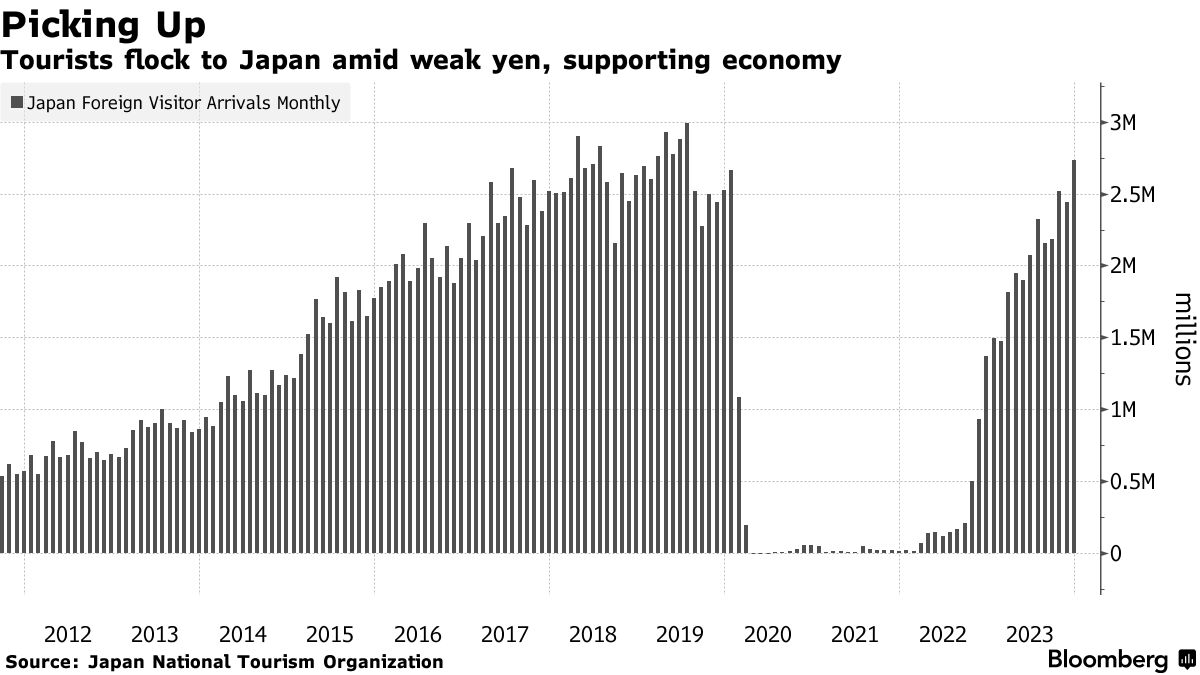 Picking Up
Tourists flock to Japan amid weak yen, supporting economy
Japan Foreign Visitor Arrivals Monthly
3M
2.5M
2M
1.5M
1M
0.5M
0
millions
2012 2013 2014 2015 2016 2017 2018 2019 2020 2021 2022 2023
Source: Japan National Tourism Organization
Bloomberg